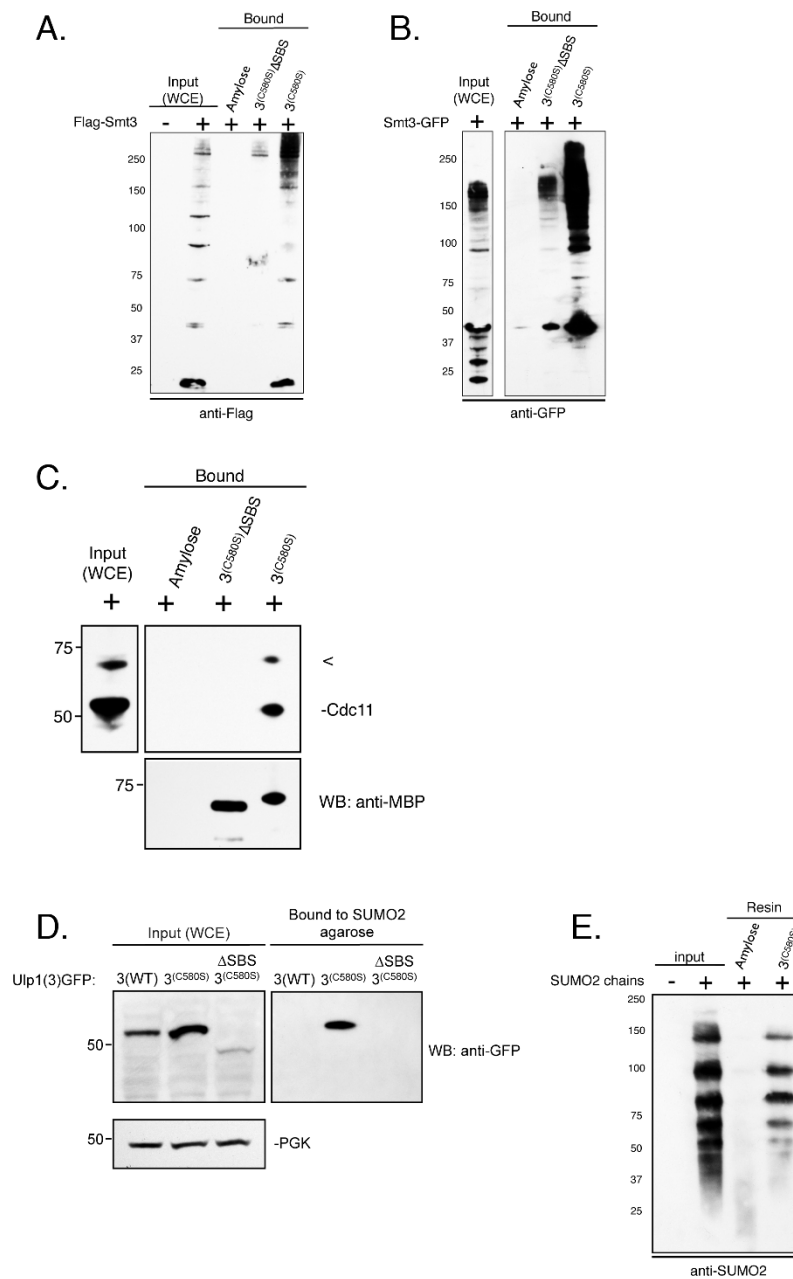 A.
Bound
Input
(WCE)
Amylose
3(C580S)ΔSBS
3(C580S)
Flag-Smt3
- + + + +
250
150
100
75
50
37
25
anti-Flag
B.
Bound
Input
(WCE)
Amylose
3(C580S)ΔSBS
3(C580S)
Smt3-GFP
+ + + +
250
150
100
75
50
37
25
anti-GFP
C.
Bound
Input
(WCE)
Amylose
3(C580S)ΔSBS
3(C580S)
+ + + +
75
<
50
-Cdc11
75
WB: anti-MBP
D.
Input (WCE)
Bound to SUMO2
agarose
Ulp1(3)GFP:
3(WT) 3(C580S) ΔSBS 3(C580S)
3(WT) 3(C580S) ΔSBS 3(C580S)
50
WB: anti-GFP
50
-PGK
E.
Resin
input
Amylose
3(C580S)
SUMO2 chains
- + + +
250
150
100
75
50
37
25
anti-SUMO2